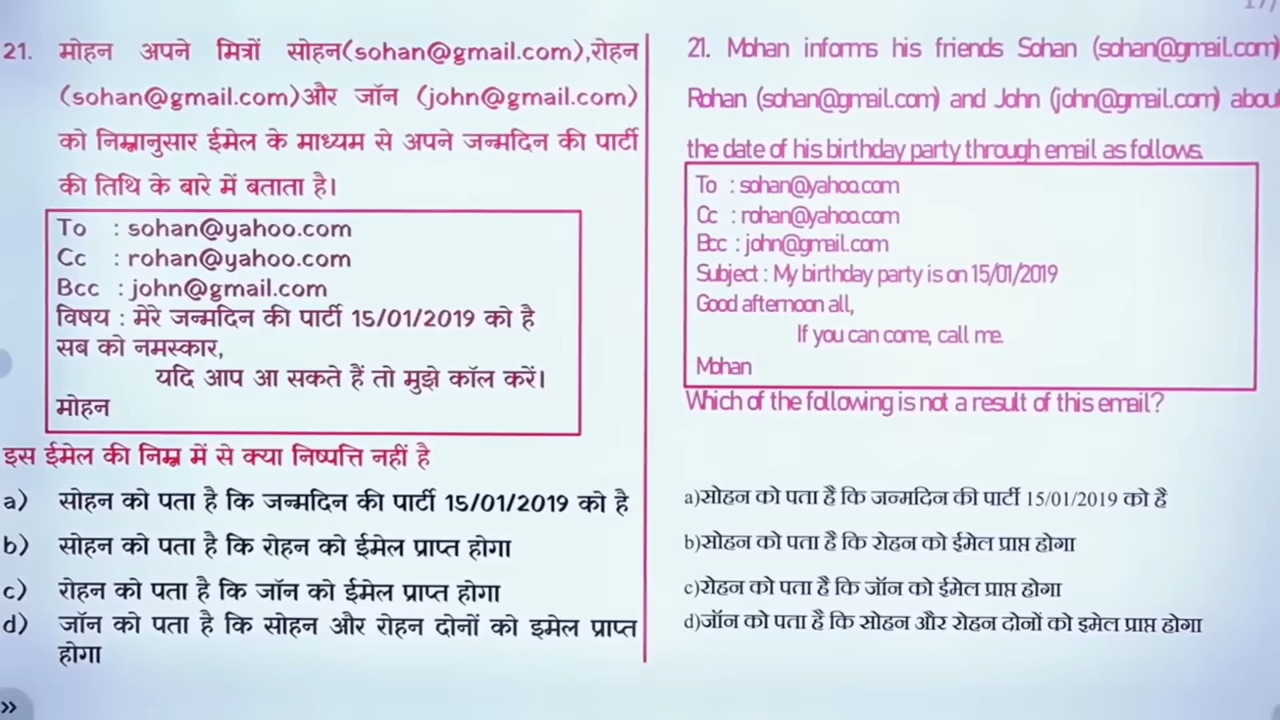 17)
21. मोहन अपने मित्रों सोहन(sohan@gmail.com),रोहन
(sohan@gmail.com)और जॉन (john@gmail.com)
को निम्नानुसार ईमेल के माध्यम से अपने जन्मदिन की पार्टी
की तिथि के बारे में बताता है।
To : sohan@yahoo.com
Cc : rohan@yahoo.com
Bcc : john@gmail.com
विषय : मेरे जन्मदिन की पार्टी 15/01/2019 को है
सब को नमस्कार,
यदि आप आ सकते हैं तो मुझे कॉल करें।
मोहन
इस ईमेल की निम्न में से क्या निष्पत्ति नहीं है
a) सोहन को पता है कि जन्मदिन की पार्टी 15/01/2019 को है
b) सोहन को पता है कि रोहन को ईमेल प्राप्त होगा
c) रोहन को पता है कि जॉन को ईमेल प्राप्त होगा
d) जॉन को पता है कि सोहन और रोहन दोनों को इमेल प्राप्त
होगा
21. Mohan informs his friends Sohan (sohan@gmail.com)
Rohan (sohan@gmail.com) and John (john@gmail.com) about
the date of his birthday party through email as follows.
To : sohan@yahoo.com
Cc : rohan@yahoo.com
Bcc : john@gmail.com
Subject : My birthday party is on 15/01/2019
Good afternoon all,
If you can come, call me.
Mohan
Which of the following is not a result of this email?
a)सोहन को पता है कि जन्मदिन की पार्टी 15/01/2019 को है
b)सोहन को पता है कि रोहन को ईमेल प्राप्त होगा
c)रोहन को पता है कि जॉन को ईमेल प्राप्त होगा
d)जॉन को पता है कि सोहन और रोहन दोनों को इमेल प्राप्त होगा